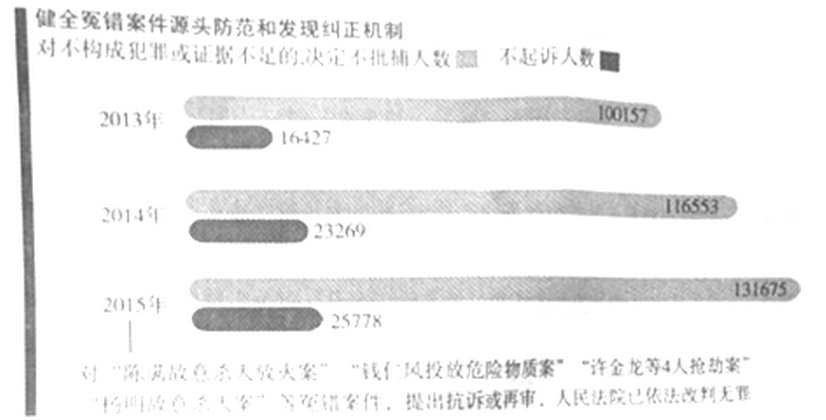 健全冤错案件源头防范和发现纠正机制
对不构成犯罪或证据不足的,决定不批捕人数 不起诉人数
2013年
100157
16427
2014年
116553
23269
2015年
131675
25778
对“陈满故意杀人放火案” “钱仁风投放危险物质案” “许金龙等4人抢劫案”
“杨明故意杀人案”等冤错案件，提出抗诉或再审，人民法院已依法改判无罪